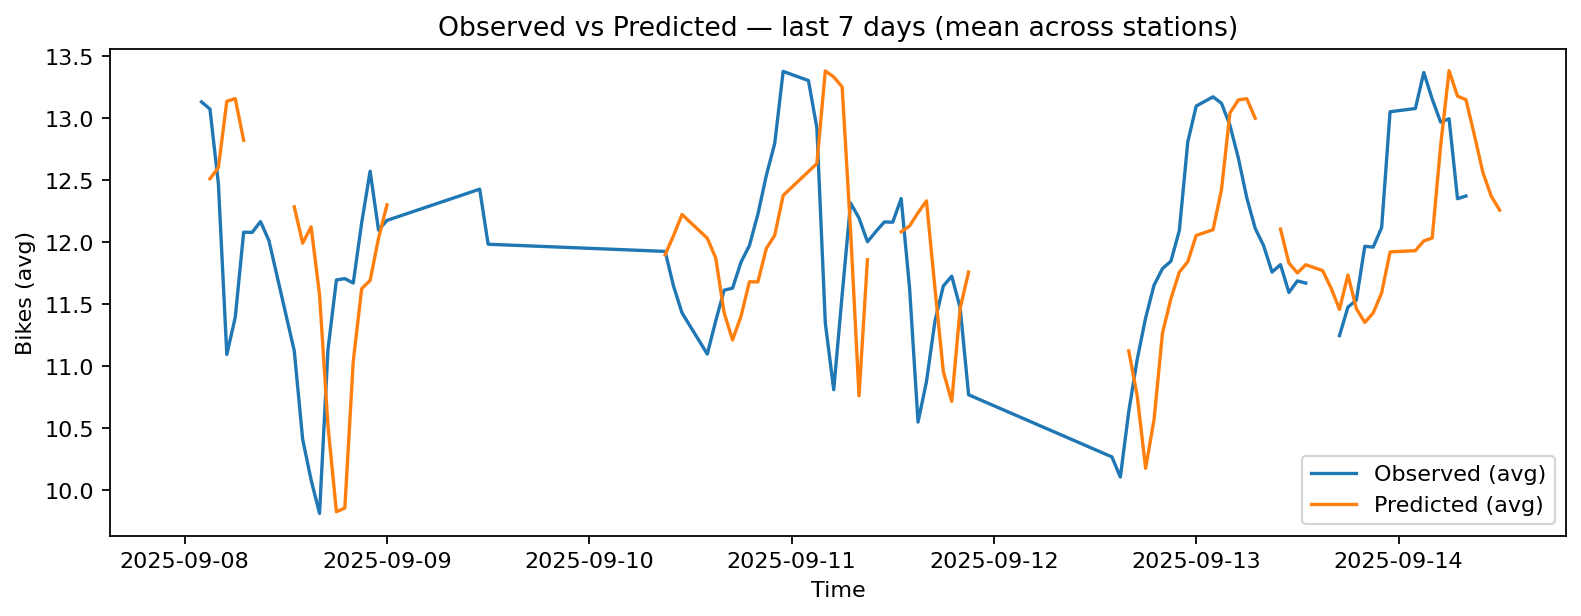 Observed vs Predicted — last 7 days (mean across stations)
13.5
13.0
12.5
12.0
11.5
11.0
10.5
10.0
Bikes (avg)
Observed (avg)
Predicted (avg)
2025-09-08 2025-09-09 2025-09-10 2025-09-11 2025-09-12 2025-09-13 2025-09-14
Time